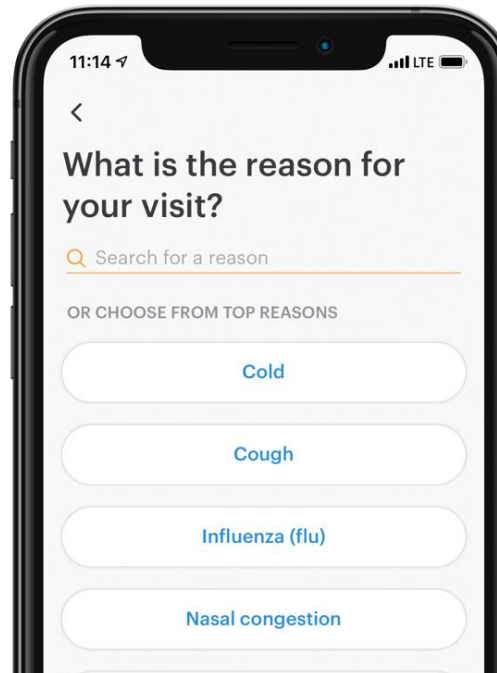 11:14
LTE
What is the reason for
your visit?
Search for a reason
OR CHOOSE FROM TOP REASONS
Cold
Cough
Influenza (flu)
Nasal congestion